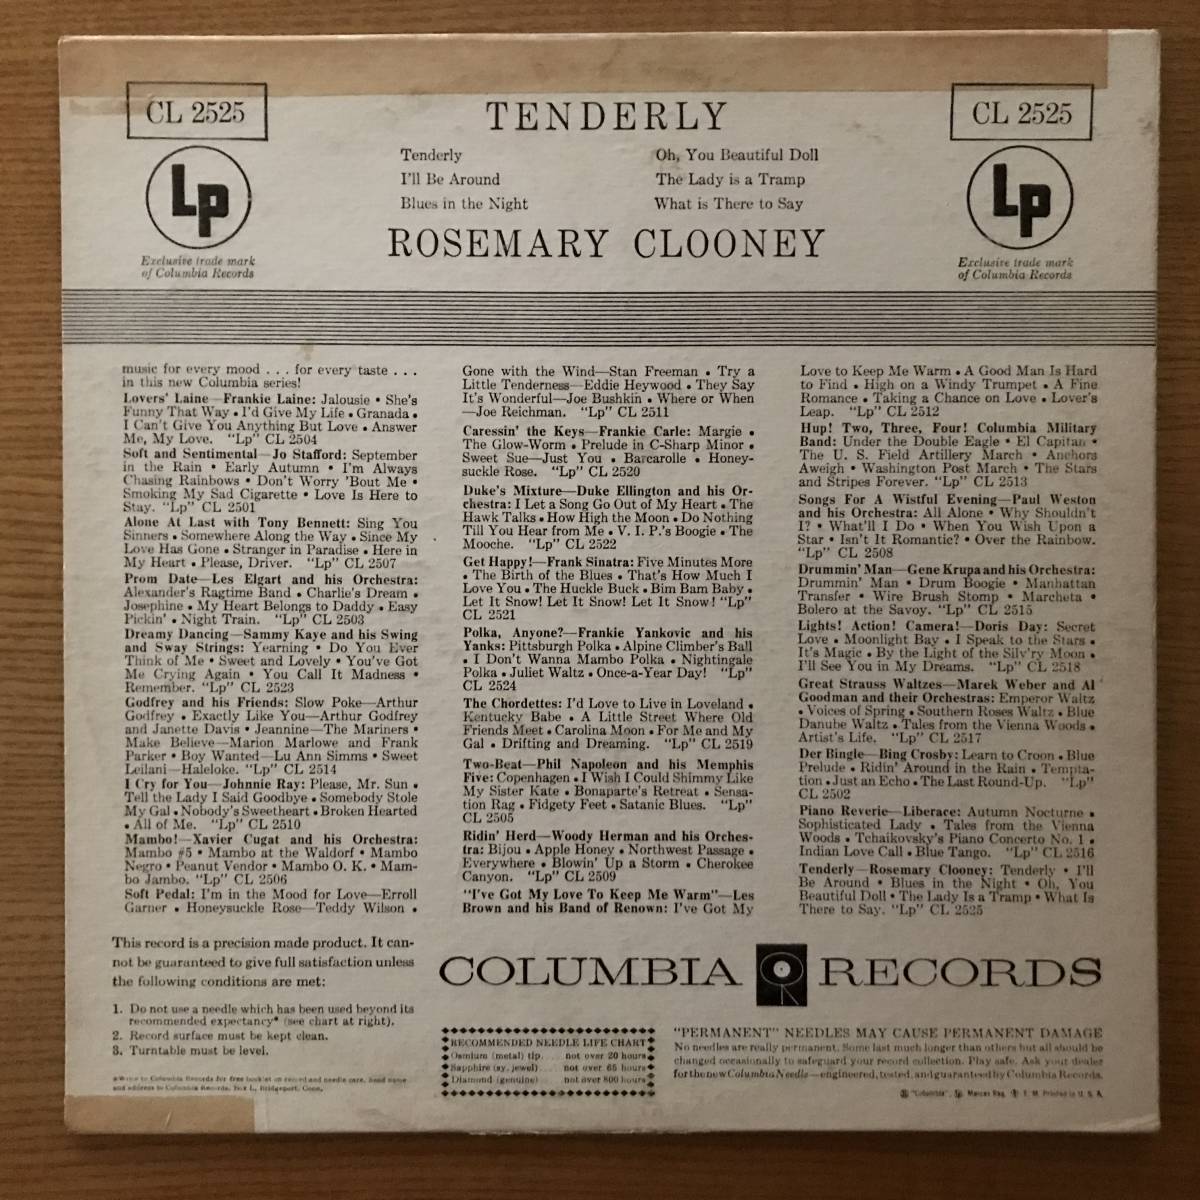 CL 2525
TENDERLY
CL 2525
Lp
Exclusive trade mark
of Columbia Records
Tenderly
I'll Be Around
Blues in the Night
Oh, You Beautiful Doll
The Lady is a Tramp
What is There to Say
ROSEMARY CLOONEY
Lp
Exclusive trade mark
of Columbia Records
music for every mood . . . for every taste . . .
in this new Columbia series!
Lovers' Laine—Frankie Laine: Jalousie • She's
Funny That Way • I'd Give My Life • Granada •
I Can't Give You Anything But Love • Answer
Me, My Love. "Lp" CL 2504
Soft and Sentimental—Jo Stafford: September
in the Rain • Early Autumn • I'm Always
Chasing Rainbows • Don't Worry 'Bout Me •
Smoking My Sad Cigarette • Love Is Here to
Stay. "Lp" CL 2501
Alone At Last with Tony Bennett: Sing You
Sinners • Somewhere Along the Way • Since My
Love Has Gone • Stranger in Paradise • Here in
My Heart • Please, Driver. "Lp" CL 2507
Prom Date—Les Elgart and his Orchestra:
Alexander's Ragtime Band • Charlie's Dream •
Josephine • My Heart Belongs to Daddy • Easy
Pickin' • Night Train. "Lp" CL 2503
Dreamy Dancing—Sammy Kaye and his Swing
and Sway Strings: Yearning • Do You Ever
Think of Me • Sweet and Lovely • You've Got
Me Crying Again • You Call It Madness •
Remember. "Lp" CL 2523
Godfrey and his Friends: Slow Poke—Arthur
Godfrey • Exactly Like You—Arthur Godfrey
and Janette Davis • Jeannine—The Mariners •
Make Believe—Marion Marlowe and Frank
Parker • Boy Wanted—Lu Ann Simms • Sweet
Leilani—Haleloke. "Lp" CL 2514
I Cry for You—Johnnie Ray: Please, Mr. Sun •
Tell the Lady I Said Goodbye • Somebody Stole
My Gal • Nobody's Sweetheart • Broken Hearted
• All of Me. "Lp" CL 2510
Mambo!—Xavier Cugat and his Orchestra:
Mambo #5 • Mambo at the Waldorf • Mambo
Negro • Peanut Vendor • Mambo O. K. • Mam-
bo Jambo. "Lp" CL 2506
Soft Pedal: I'm in the Mood for Love—Erroll
Garner • Honeysuckle Rose—Teddy Wilson •
Gone with the Wind—Stan Freeman • Try a
Little Tenderness—Eddie Heywood • They Say
It's Wonderful—Joe Bushkin • Where or When
—Joe Reichman. "Lp" CL 2511
Caressin' the Keys—Frankie Carle: Margie •
The Glow-Worm • Prelude in C-Sharp Minor •
Sweet Sue—Just You • Barcarolle • Honey-
suckle Rose. "Lp" CL 2520
Duke's Mixture—Duke Ellington and his Or-
chestra: I Let a Song Go Out of My Heart • The
Hawk Talks • How High the Moon • Do Nothing
Till You Hear from Me • V. I. P.'s Boogie • The
Mooche. "Lp" CL 2522
Get Happy!—Frank Sinatra: Five Minutes More
• The Birth of the Blues • That's How Much I
Love You • The Huckle Buck • Bim Bam Baby •
Let It Snow! Let It Snow! Let It Snow! "Lp"
CL 2521
Polka, Anyone?—Frankie Yankovic and his
Yanks: Pittsburgh Polka • Alpine Climber's Ball
• I Don't Wanna Mambo Polka • Nightingale
Polka • Juliet Waltz • Once-a-Year Day! "Lp"
CL 2524
The Chordettes: I'd Love to Live in Loveland •
Kentucky Babe • A Little Street Where Old
Friends Meet • Carolina Moon • For Me and My
Gal • Drifting and Dreaming. "Lp" CL 2519
Two-Beat—Phil Napoleon and his Memphis
Five: Copenhagen • I Wish I Could Shimmy Like
My Sister Kate • Bonaparte's Retreat • Sensa-
tion Rag • Fidgety Feet • Satanic Blues. "Lp"
CL 2505
Ridin' Herd—Woody Herman and his Orches-
tra: Bijou • Apple Honey • Northwest Passage •
Everywhere • Blowin' Up a Storm • Cherokee
Canyon. "Lp" CL 2509
"I've Got My Love To Keep Me Warm"—Les
Brown and his Band of Renown: I've Got My
Love to Keep Me Warm • A Good Man Is Hard
to Find • High on a Windy Trumpet • A Fine
Romance • Taking a Chance on Love • Lover's
Leap. "Lp" CL 2512
Hup! Two, Three, Four! Columbia Military
Band: Under the Double Eagle • El Capitan •
The U. S. Field Artillery March • Anchors
Aweigh • Washington Post March • The Stars
and Stripes Forever. "Lp" CL 2513
Songs For A Wistful Evening—Paul Weston
and his Orchestra: All Alone • Why Shouldn't
I? • What'll I Do • When You Wish Upon a
Star • Isn't It Romantic? • Over the Rainbow.
"Lp" CL 2508
Drummin' Man—Gene Krupa and his Orchestra:
Drummin' Man • Drum Boogie • Manhattan
Transfer • Wire Brush Stomp • Marcheta •
Bolero at the Savoy. "Lp" CL 2515
Lights! Action! Camera!—Doris Day: Secret
Love • Moonlight Bay • I Speak to the Stars •
It's Magic • By the Light of the Silv'ry Moon •
I'll See You in My Dreams. "Lp" CL 2518
Great Strauss Waltzes—Marek Weber and Al
Goodman and their Orchestras: Emperor Waltz
• Voices of Spring • Southern Roses Waltz • Blue
Danube Waltz • Tales from the Vienna Woods •
Artist's Life. "Lp" CL 2517
Der Bingle—Bing Crosby: Learn to Croon • Blue
Prelude • Ridin' Around in the Rain • Tempta-
tion • Just an Echo • The Last Round-Up. "Lp"
CL 2502
Piano Reverie—Liberace: Autumn Nocturne •
Sophisticated Lady • Tales from the Vienna
Woods • Tchaikovsky's Piano Concerto No. 1 •
Indian Love Call • Blue Tango. "Lp" CL 2516
Tenderly—Rosemary Clooney: Tenderly • I'll
Be Around • Blues in the Night • Oh, You
Beautiful Doll • The Lady Is a Tramp • What Is
There to Say. "Lp" CL 2525
This record is a precision made product. It can-
not be guaranteed to give full satisfaction unless
the following conditions are met:
1. Do not use a needle which has been used beyond its
recommended expectancy* (see chart at right).
2. Record surface must be kept clean.
3. Turntable must be level.
*Write to Columbia Records for free booklet on record and needle care. Send name
and address to Columbia Records, Box L, Bridgeport, Conn.
COLUMBIA RECORDS
RECOMMENDED NEEDLE LIFE CHART
Osmium (metal) tip.... not over 20 hours
Sapphire (sy. jewel).... not over 65 hours
Diamond (genuine) not over 800 hours
"PERMANENT" NEEDLES MAY CAUSE PERMANENT DAMAGE
No needles are really permanent. Some last much longer than others but all should be
changed occasionally to safeguard your record collection. Play safe. Ask your dealer
for the new Columbia Needle—engineered, tested, and guaranteed by Columbia Records.
"Columbia", Marcas Reg. T. M. Printed in U. S. A.